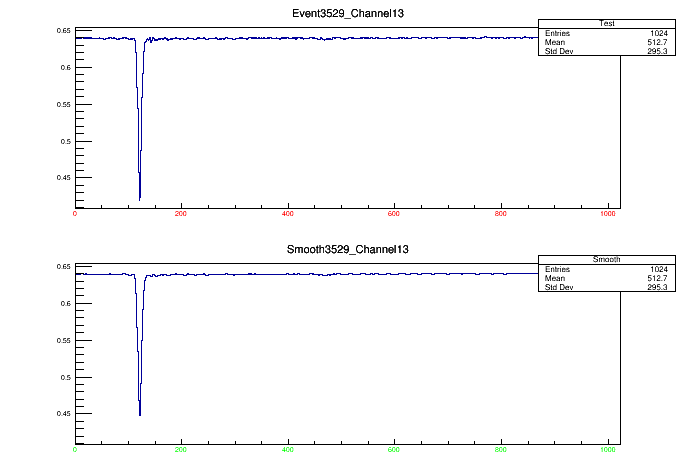 Event3529_Channel13
Test
Entries 1024
Mean 512.7
Std Dev 295.3
0.65
0.6
0.55
0.5
0.45
0 200 400 600 800 1000
Smooth3529_Channel13
Smooth
Entries 1024
Mean 512.7
Std Dev 295.3
0.65
0.6
0.55
0.5
0.45
0 200 400 600 800 1000